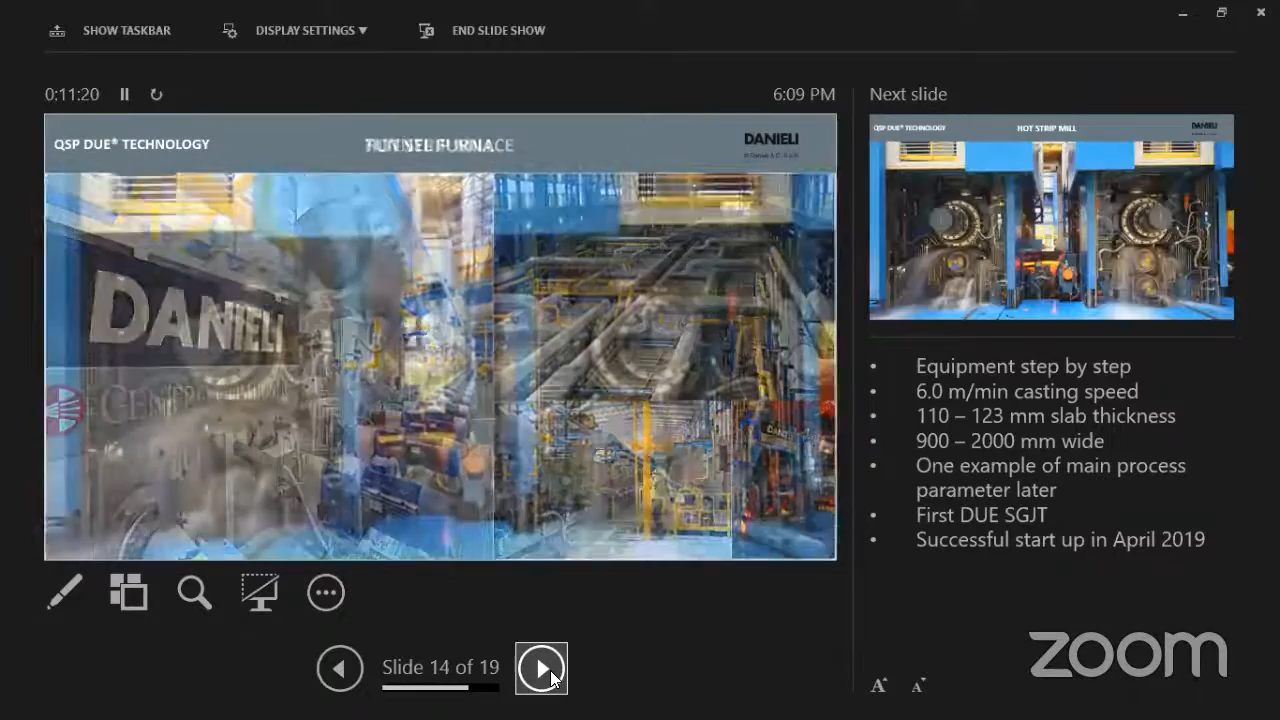 SHOW TASKBAR
DISPLAY SETTINGS
END SLIDE SHOW
0:11:20
6:09 PM
Next slide
QSP DUE® TECHNOLOGY
TUNNEL FURNACE
DANIELI
QSP DUE® TECHNOLOGY
HOT STRIP MILL
DANIELI
DANIELI
DANIELI
• Equipment step by step
• 6.0 m/min casting speed
• 110 – 123 mm slab thickness
• 900 – 2000 mm wide
• One example of main process
parameter later
• First DUE SGJT
• Successful start up in April 2019
Slide 14 of 19
A
A
zoom